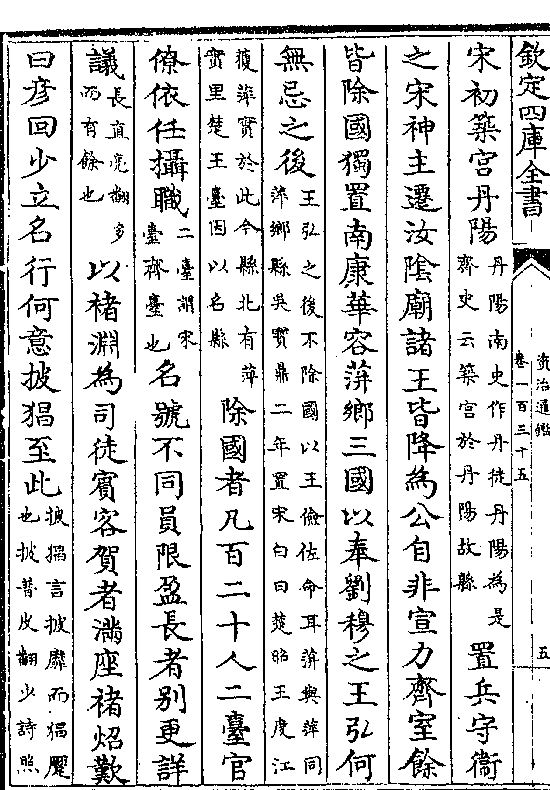 欽定四庫全書
資治通鑑
卷一百三十五
五
宋初築宮丹陽
丹陽南史作丹徒丹陽為是
齊史云築宮於丹陽故縣
置兵守衞
之宋神主遷汝陰廟諸王皆降為公自非宣力齊室餘
皆除國獨置南康華容蓱鄉三國以奉劉穆之王弘何
無忌之後
王弘之後不除國以王儉佐命耳蓱與萍同
萍鄉縣吳寶鼎二年置宋白曰楚昭王度江
獲萍實於此今縣北有萍
實里楚王臺因以名縣
除國者凡百二十人二臺官
僚依任攝職
二臺謂宋
臺齊臺也
名號不同員限盈長者別更詳
議
長直亮翻多
而有餘也
以褚淵為司徒賓客賀者滿座褚炤歎
曰彦回少立名行何意披猖至此
披猖言披靡而猖蹷
也披普皮翻少詩照